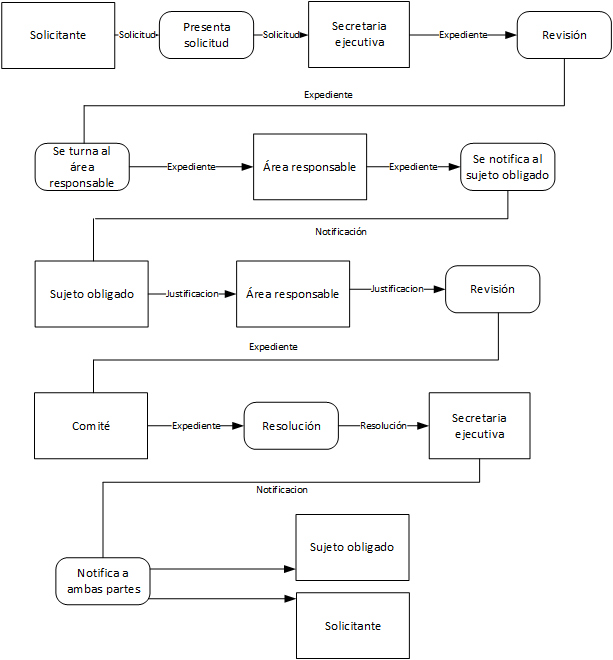 Solicitante
Solicitud
Presenta
solicitud
Solicitud
Secretaria
ejecutiva
Expediente
Revisión
Expediente
Se turna al
área
responsable
Expediente
Área responsable
Expediente
Se notifica al
sujeto obligado
Notificación
Sujeto obligado
Justificacion
Área responsable
Justificacion
Revisión
Expediente
Comité
Expediente
Resolución
Resolución
Secretaria
ejecutiva
Notificacion
Notifica a
ambas partes
Sujeto obligado
Solicitante